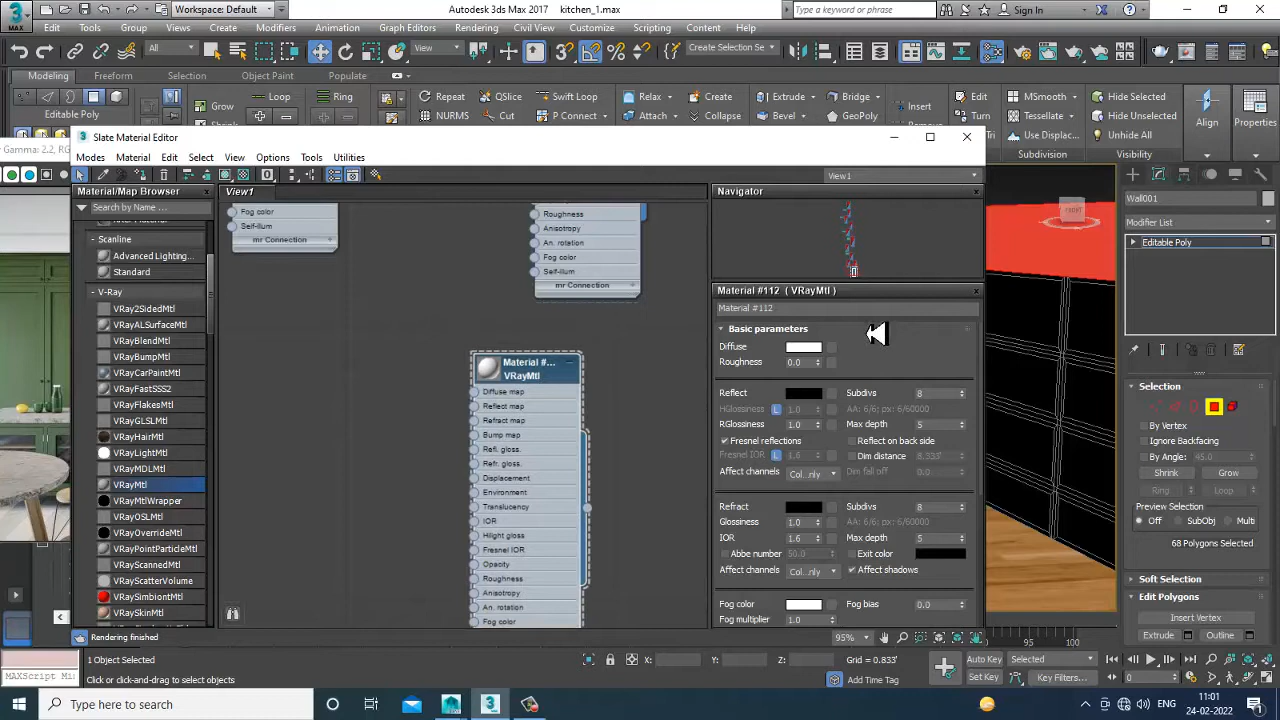 Workspace: Default
Autodesk 3ds Max 2017
kitchen_1.max
Type a keyword or phrase
Sign In
MAX
Edit
Tools
Group
Views
Create
Modifiers
Animation
Graph Editors
Rendering
Civil View
Customize
Scripting
Content
Help
All
View
Create Selection Se
Modeling
Freeform
Selection
Object Paint
Populate
Grow
Loop
Ring
Repeat
QSlice
Swift Loop
Relax
Create
Extrude
Bridge
Insert
Edit
MSmooth
Hide Selected
Edit Poly
NURMS
Cut
P Connect
Attach
Tessellate
Hide Unselected
Align
Properties
Bevel
GeoPoly
Turn
Use Displac...
Unhide All
Subdivision
Visibility
Gamma: 2.2, RG
Slate Material Editor
Modes
Material
Edit
Select
View
Options
Tools
Utilities
View1
Material/Map Browser
Search by Name ...
Scanline
Advanced Lighting...
Standard
V-Ray
VRay2SidedMtl
VRayALSurfaceMtl
VRayBlendMtl
VRayBumpMtl
VRayCarPaintMtl
VRayFastSSS2
VRayFlakesMtl
VRayGLSLMtl
VRayHairMtl
VRayLightMtl
VRayMDLMtl
VRayMtl
VRayMtlWrapper
VRayOSLMtl
VRayOverrideMtl
VRayPointParticleMtl
VRayScannedMtl
VRayScatterVolume
VRaySimbiontMtl
VRaySkinMtl
View1
Fog color
Self-illum
mr Connection
Roughness
Anisotropy
An. rotation
Fog color
Self-illum
mr Connection
Material #...
VRayMtl
Diffuse map
Reflect map
Refract map
Bump map
Refl. gloss.
Refr. gloss.
Displacement
Environment
Translucency
IOR
Hilight gloss
Fresnel IOR
Opacity
Roughness
Anisotropy
An. rotation
Fog color
Navigator
Material #112 ( VRayMtl )
Material #112
Basic parameters
Diffuse
Roughness 0.0
Reflect Subdivs 8
HGlossiness L 1.0 AA: 6/6; px: 6/60000
RGlossiness 1.0 Max depth 5
Fresnel reflections Reflect on back side
Fresnel IOR L 1.6 Dim distance 8.333'
Affect channels Col...nly Dim fall off 0.0
Refract Subdivs 8
Glossiness 1.0 AA: 6/6; px: 6/60000
IOR 1.6 Max depth 5
Abbe number 50.0 Exit color
Affect channels Col...nly Affect shadows
Fog color Fog bias 0.0
Fog multiplier 1.0
Rendering finished
95%
FRONT
Wall001
Modifier List
Editable Poly
Selection
By Vertex
Ignore Backfacing
By Angle: 45.0
Shrink Grow
Ring Loop
Preview Selection
Off SubObj Multi
68 Polygons Selected
Soft Selection
Edit Polygons
Insert Vertex
Extrude Outline
95 100
MAXScript Mi
1 Object Selected
Click or click-and-drag to select objects
X:
Y:
Z:
Grid = 0.833'
Add Time Tag
Auto Key
Selected
Set Key
Key Filters...
0
Type here to search
ENG
11:01
24-02-2022
1